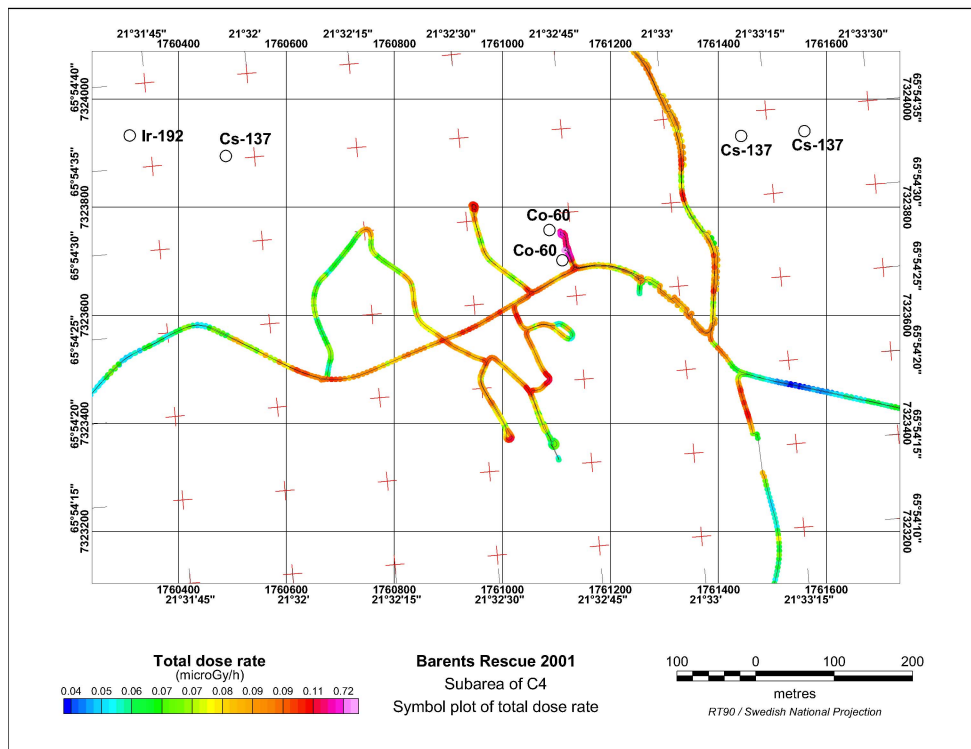 21°31'45" 21°32' 21°32'15" 21°32'30" 21°32'45" 21°33' 21°33'15" 21°33'30"
1760400 1760600 1760800 1761000 1761200 1761400 1761600
65°54'40" 65°54'35" 65°54'30" 65°54'25" 65°54'20" 65°54'15"
7324000 7323800 7323600 7323400 7323200
Ir-192
Cs-137
Cs-137
Cs-137
Co-60
Co-60
65°54'35" 65°54'30" 65°54'25" 65°54'20" 65°54'15" 65°54'10"
7324000 7323800 7323600 7323400 7323200
1760400 1760600 1760800 1761000 1761200 1761400 1761600
21°31'45" 21°32' 21°32'15" 21°32'30" 21°32'45" 21°33' 21°33'15"
Total dose rate
(microGy/h)
0.04 0.05 0.06 0.07 0.08 0.09 0.09 0.11 0.72
Barents Rescue 2001
Subarea of C4
Symbol plot of total dose rate
100 0 100 200
metres
RT90 / Swedish National Projection